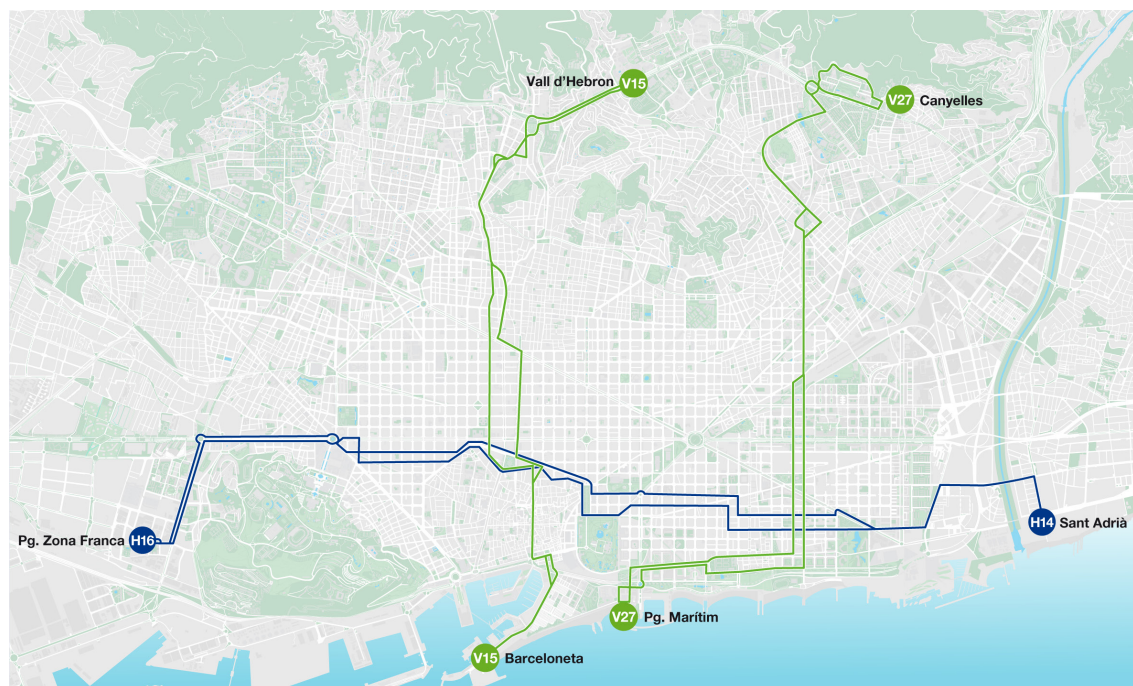 Vall d'Hebron V15
V27 Canyelles
Pg. Zona Franca H16
H14 Sant Adrià
V27 Pg. Marítim
V15 Barceloneta